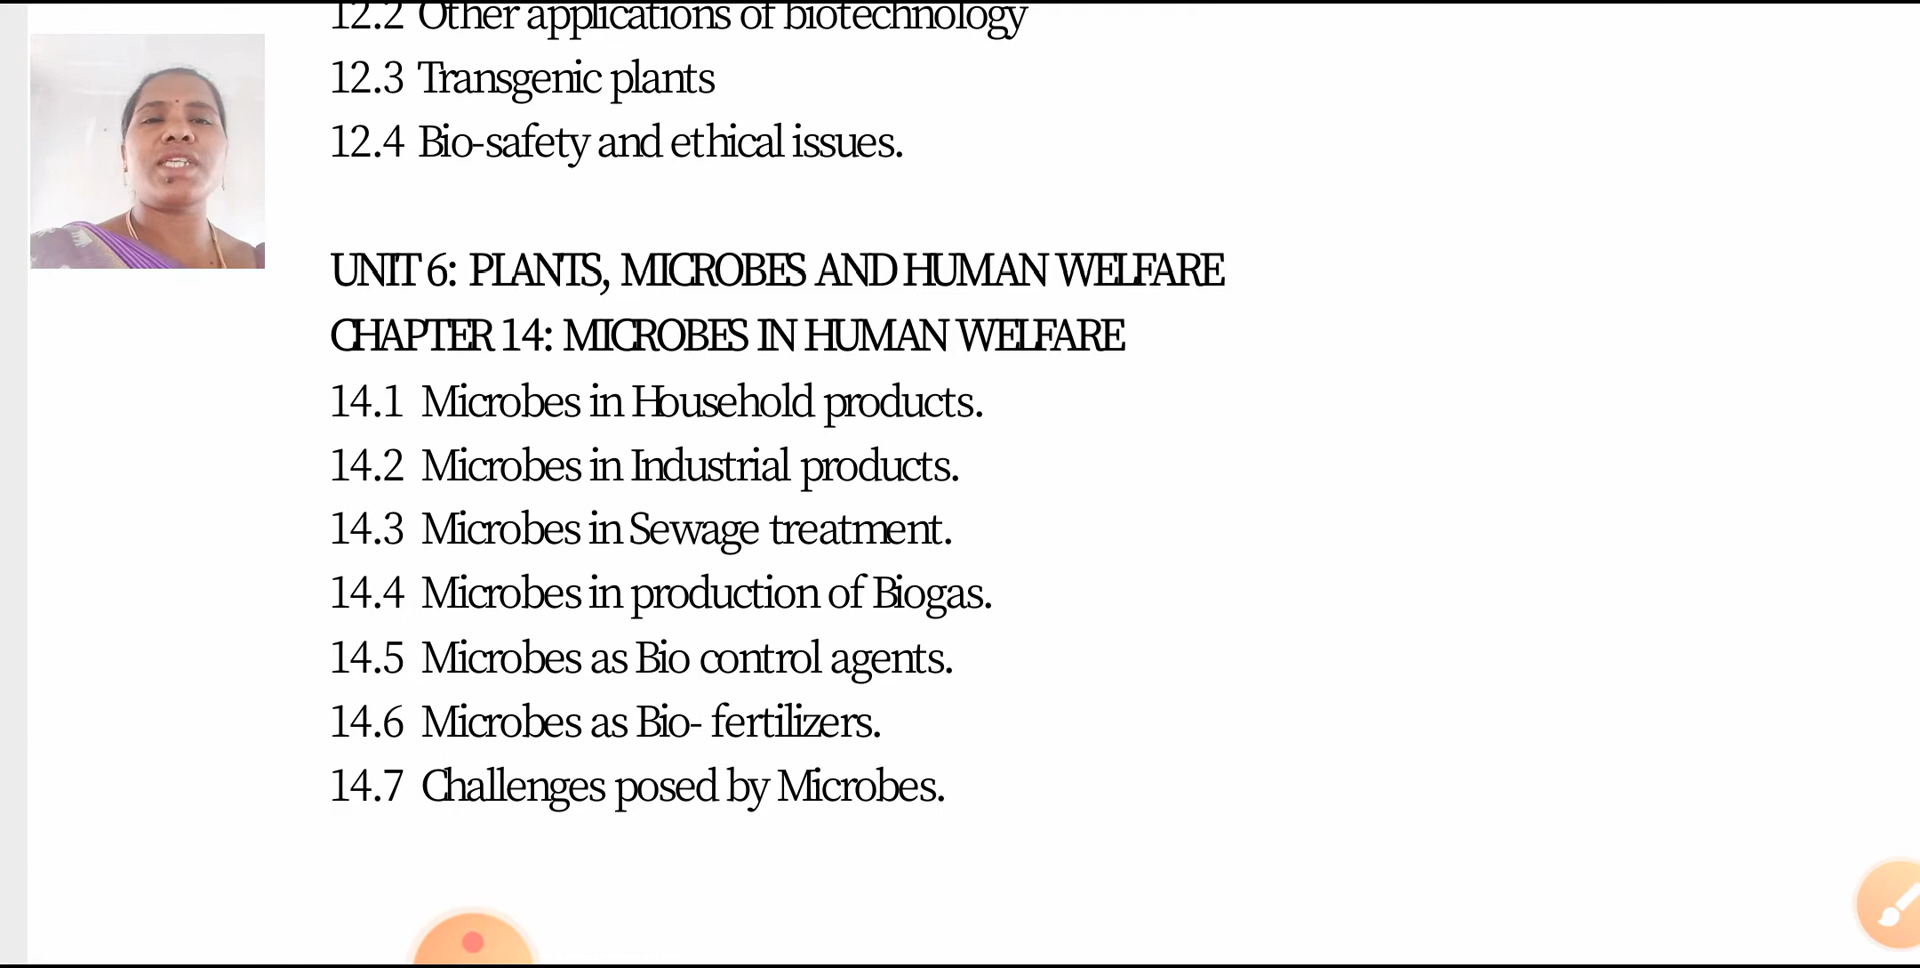 12.2 Other applications of biotechnology
12.3 Transgenic plants
12.4 Bio-safety and ethical issues.
UNIT 6: PLANTS, MICROBES AND HUMAN WELFARE
CHAPTER 14: MICROBES IN HUMAN WELFARE
14.1 Microbes in Household products.
14.2 Microbes in Industrial products.
14.3 Microbes in Sewage treatment.
14.4 Microbes in production of Biogas.
14.5 Microbes as Bio control agents.
14.6 Microbes as Bio- fertilizers.
14.7 Challenges posed by Microbes.